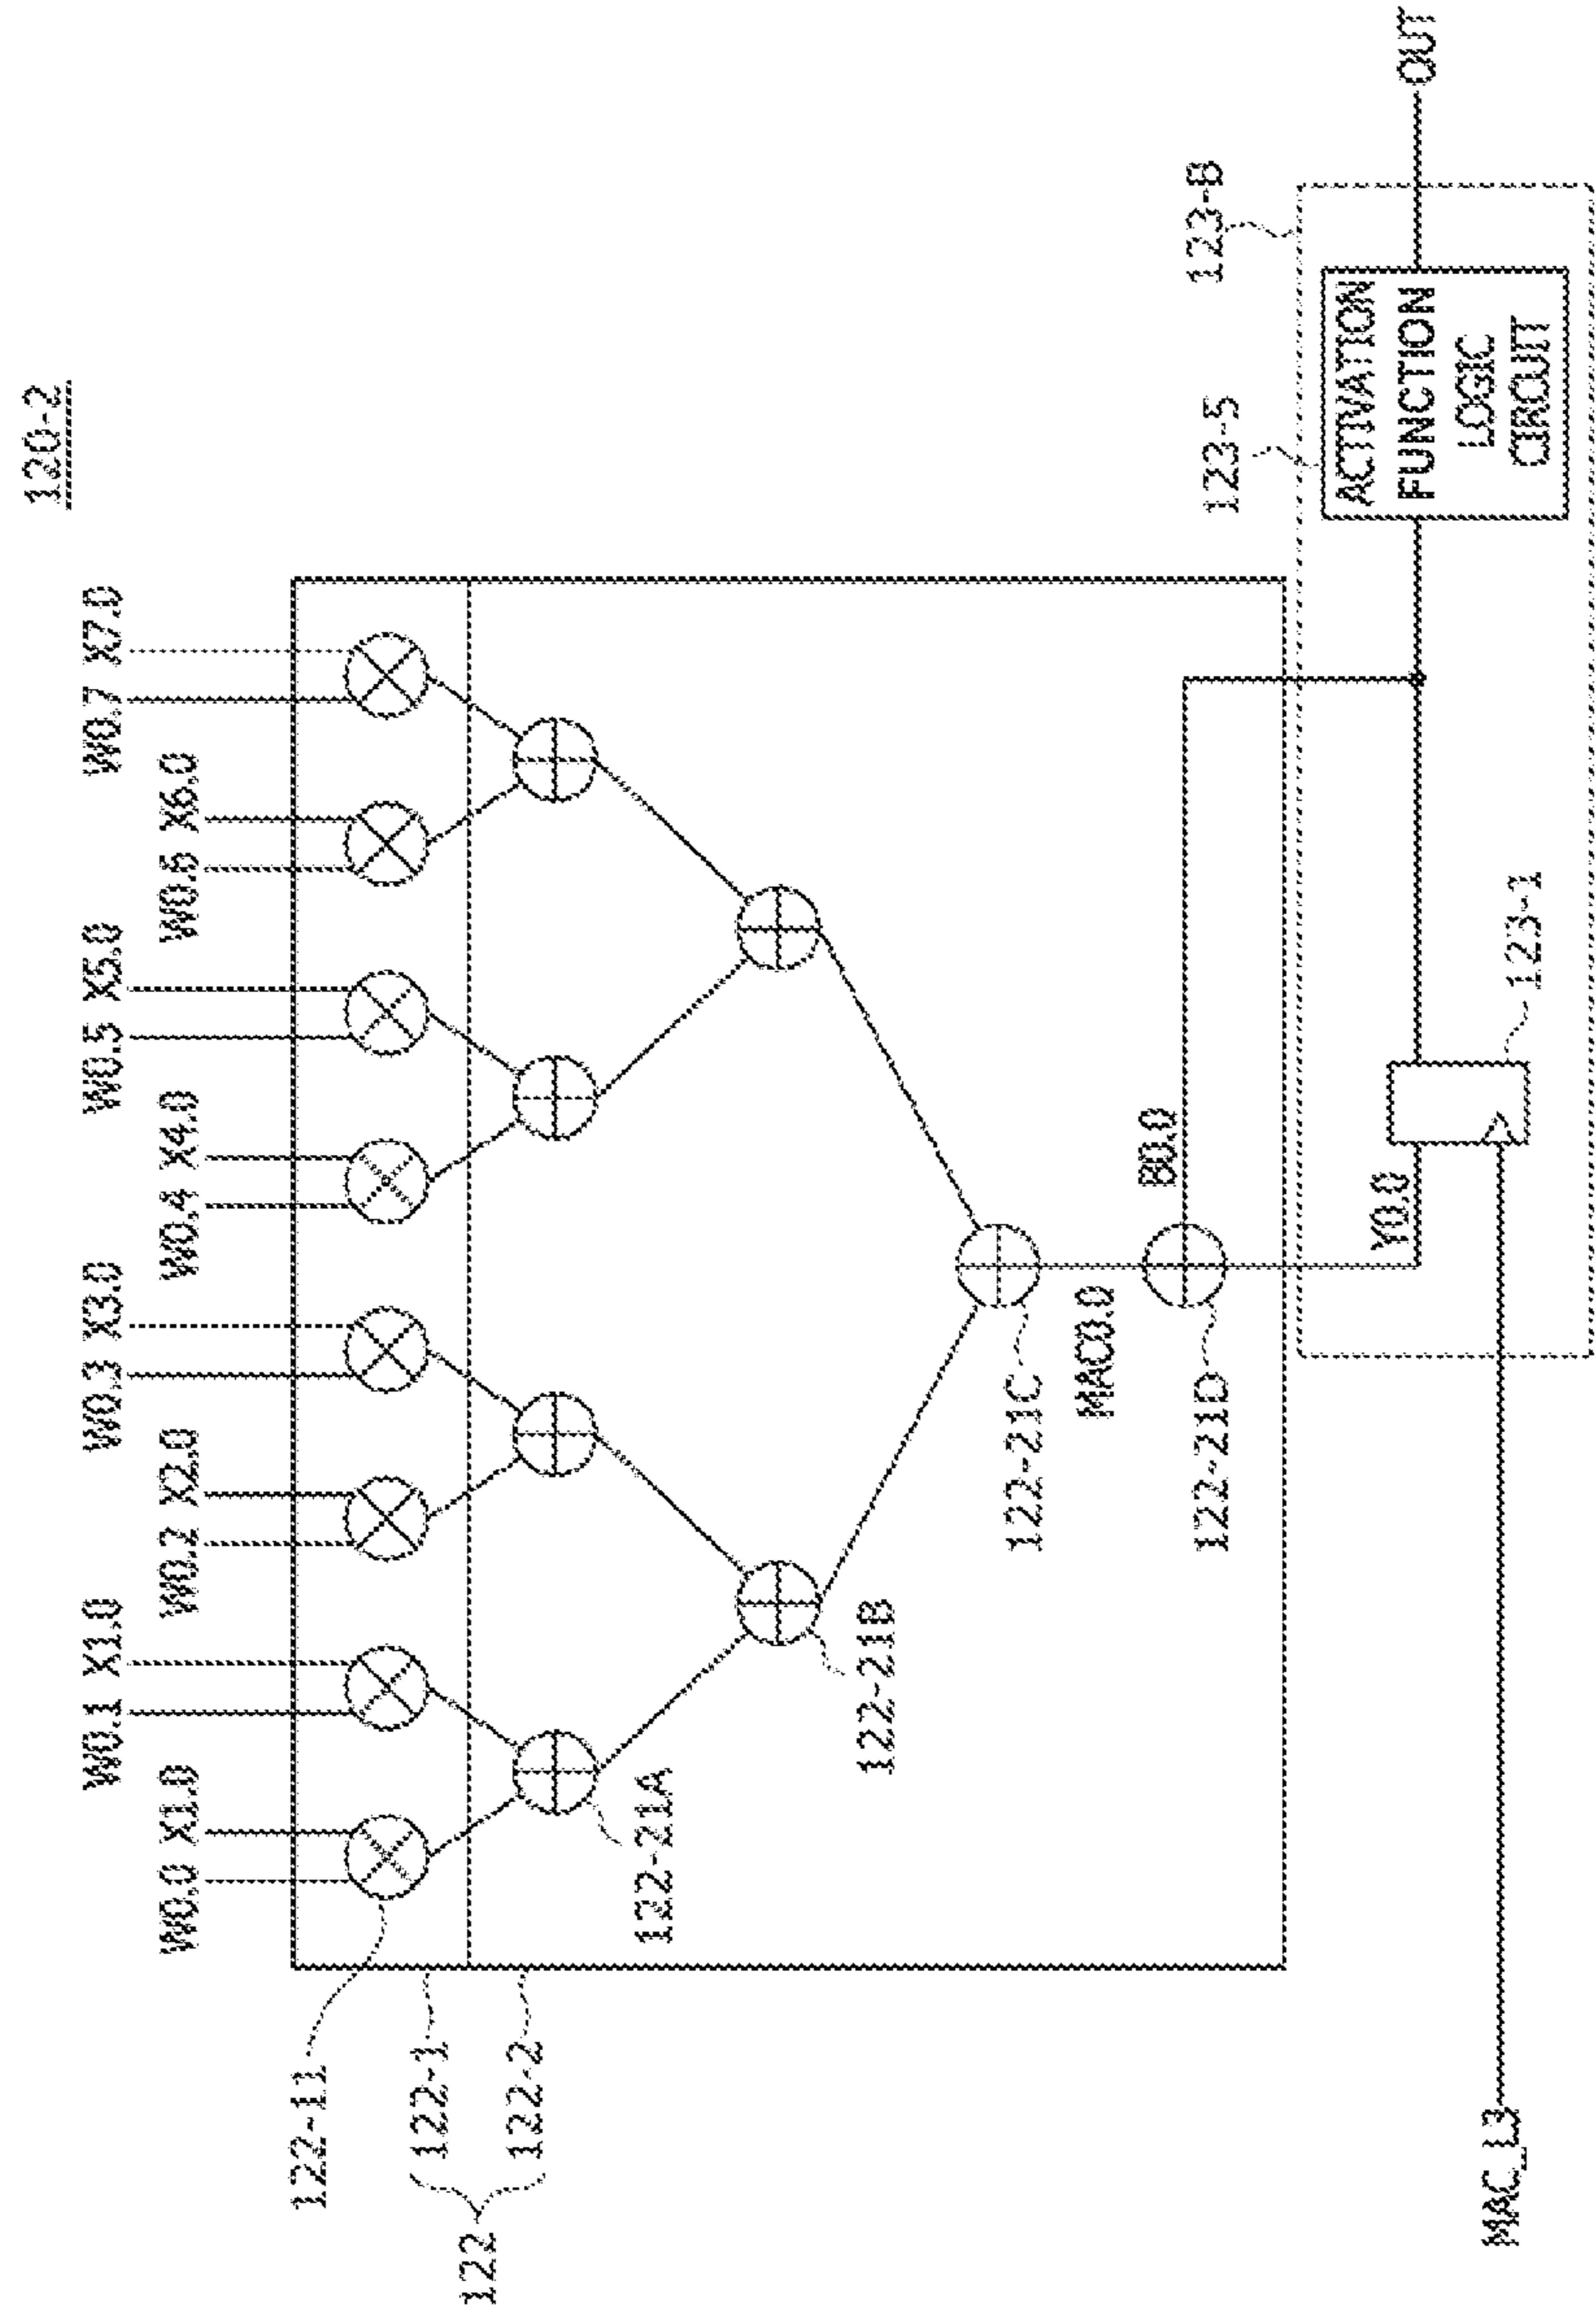 120-2
W0.1 X1.0
W0.3 X3.0
W0.5 X5.0
W0.7 X7.0
W0.0 X1.0
W0.2 X2.0
W0.4 X4.0
W0.6 X6.0
122-11
122-1
122
122-2
122-21A
122-21B
122-21C
MAC0.0
B0.0
122-21D
123-B
123-5
Y0.0
ACTIVATION
FUNCTION
LOGIC
CIRCUIT
OUT
MAC_L3
123-1